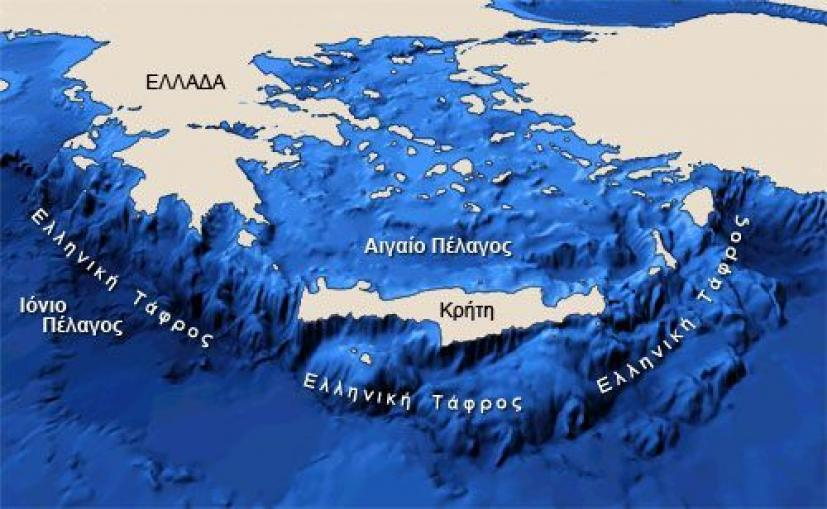 ΕΛΛΑΔΑ
Αιγαίο Πέλαγος
Κρήτη
Ιόνιο
Πέλαγος
Ελληνική Τάφρος
Ελληνική Τάφρος
Ελληνική Τάφρος